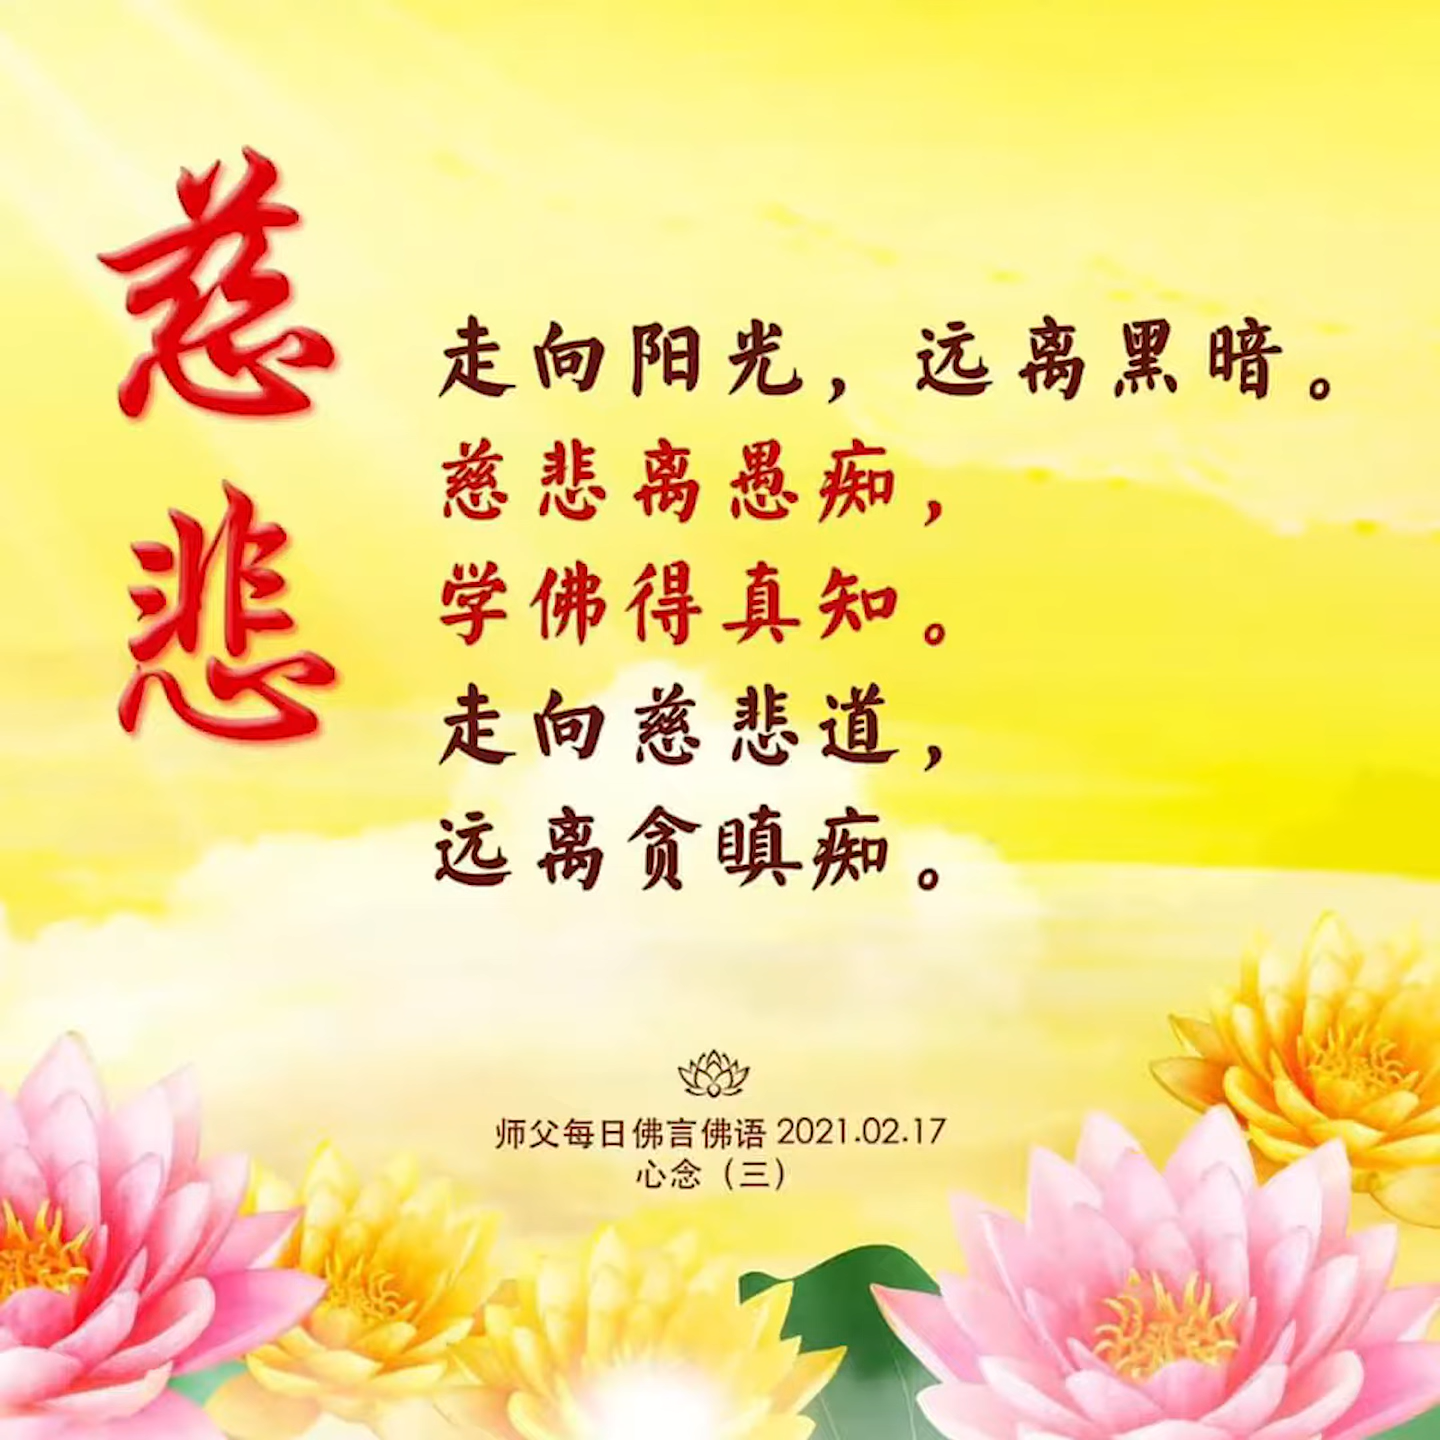 慈悲
走向阳光，远离黑暗。
慈悲离愚痴，
学佛得真知。
走向慈悲道，
远离贪瞋痴。
师父每日佛言佛语 2021.02.17
心念（三）